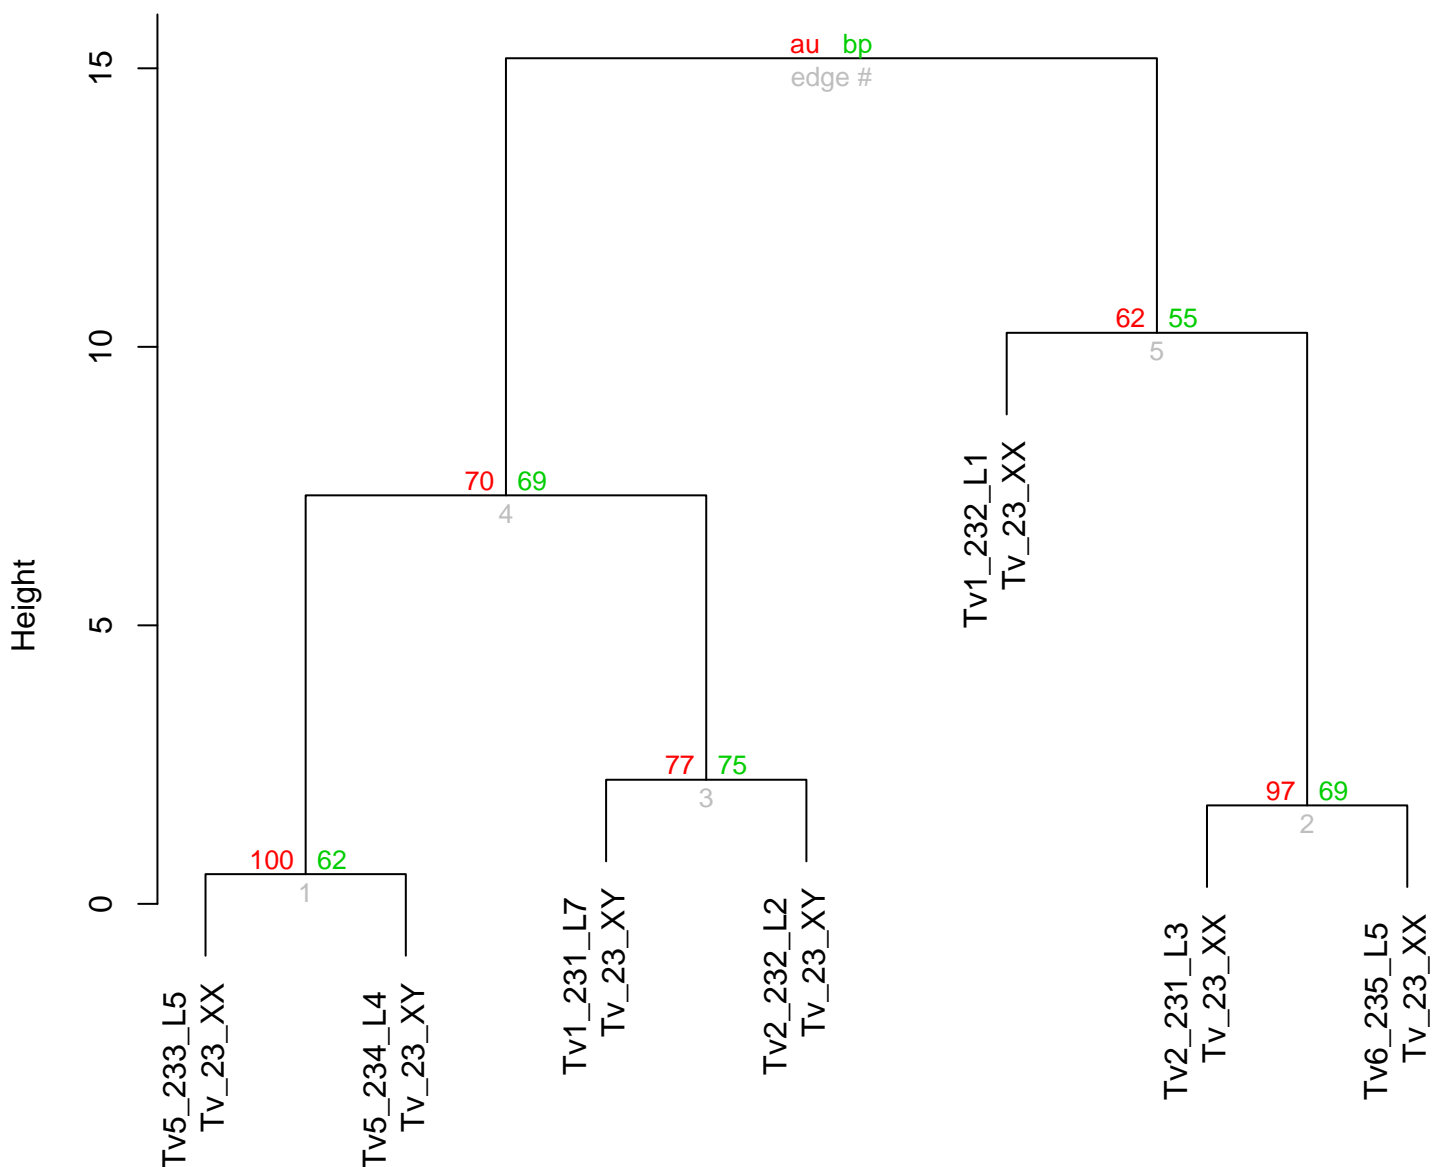 au bp
edge #
15
62 55
5
10
70 69
4
Tv1_232_L1
Tv_23_XX
Height
5
77 75
3
97 69
2
100 62
1
0
Tv5_233_L5
Tv_23_XX
Tv5_234_L4
Tv_23_XY
Tv1_231_L7
Tv_23_XY
Tv2_232_L2
Tv_23_XY
Tv2_231_L3
Tv_23_XX
Tv6_235_L5
Tv_23_XX